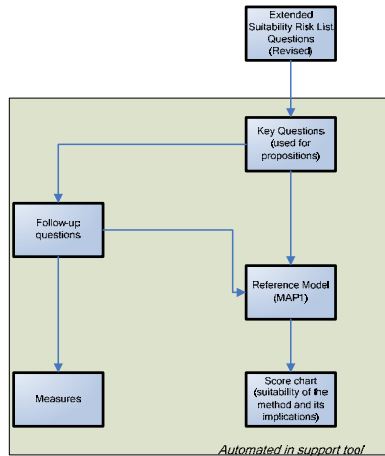 Extended
Suitability Risk List
Questions
(Revised)
Key Questions
(used for
propositions)
Follow-up
questions
Reference Model
(MAP1)
Measures
Score chart
(suitability of the
method and its
implications)
Automated in support tool